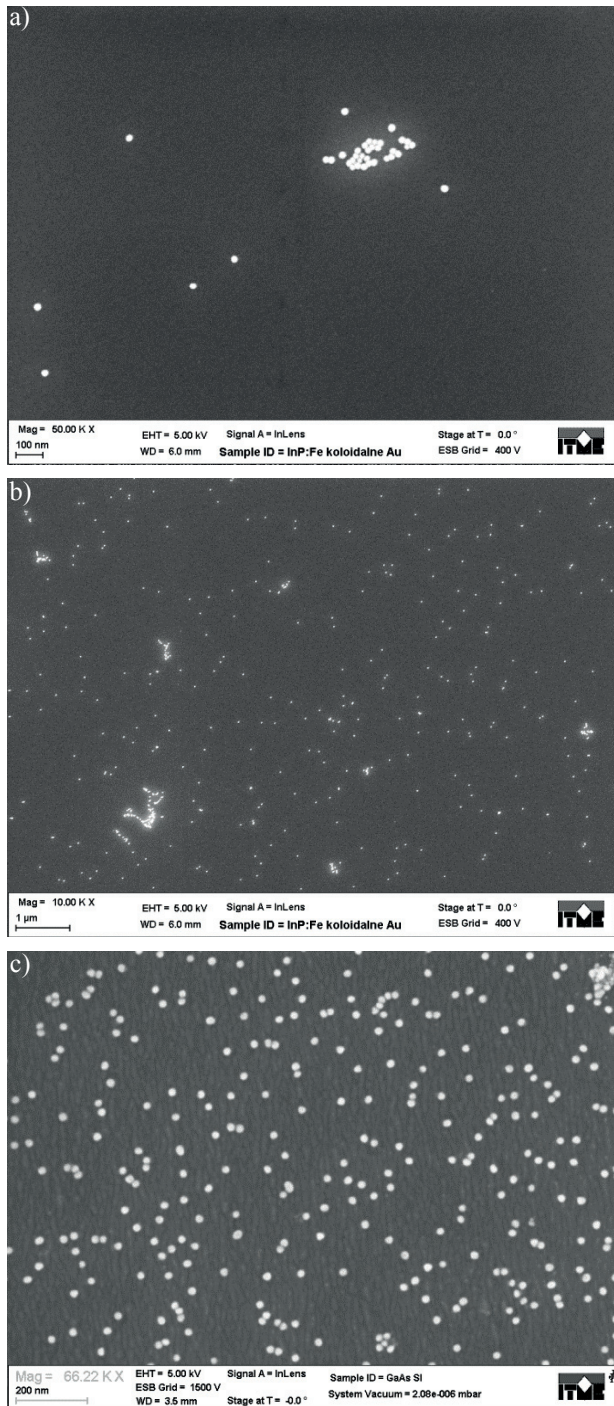 a)
Mag = 50.00 K X EHT = 5.00 kV Signal A = InLens Stage at T = 0.0 °
100 nm WD = 6.0 mm Sample ID = InP:Fe koloidalne Au ESB Grid = 400 V
ITME
b)
Mag = 10.00 K X EHT = 5.00 kV Signal A = InLens Stage at T = 0.0 °
1 µm WD = 6.0 mm Sample ID = InP:Fe koloidalne Au ESB Grid = 400 V
ITME
c)
Mag = 66.22 K X EHT = 5.00 kV Signal A = InLens Sample ID = GaAs SI
ESB Grid = 1500 V System Vacuum = 2.08e-006 mbar
200 nm WD = 3.5 mm Stage at T = -0.0 °
ITME